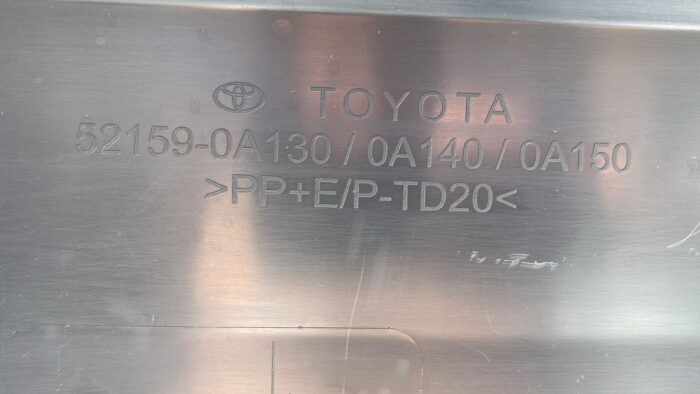 TOYOTA
52159-0A130 / 0A140 / 0A150
>PP+E/P-TD20<